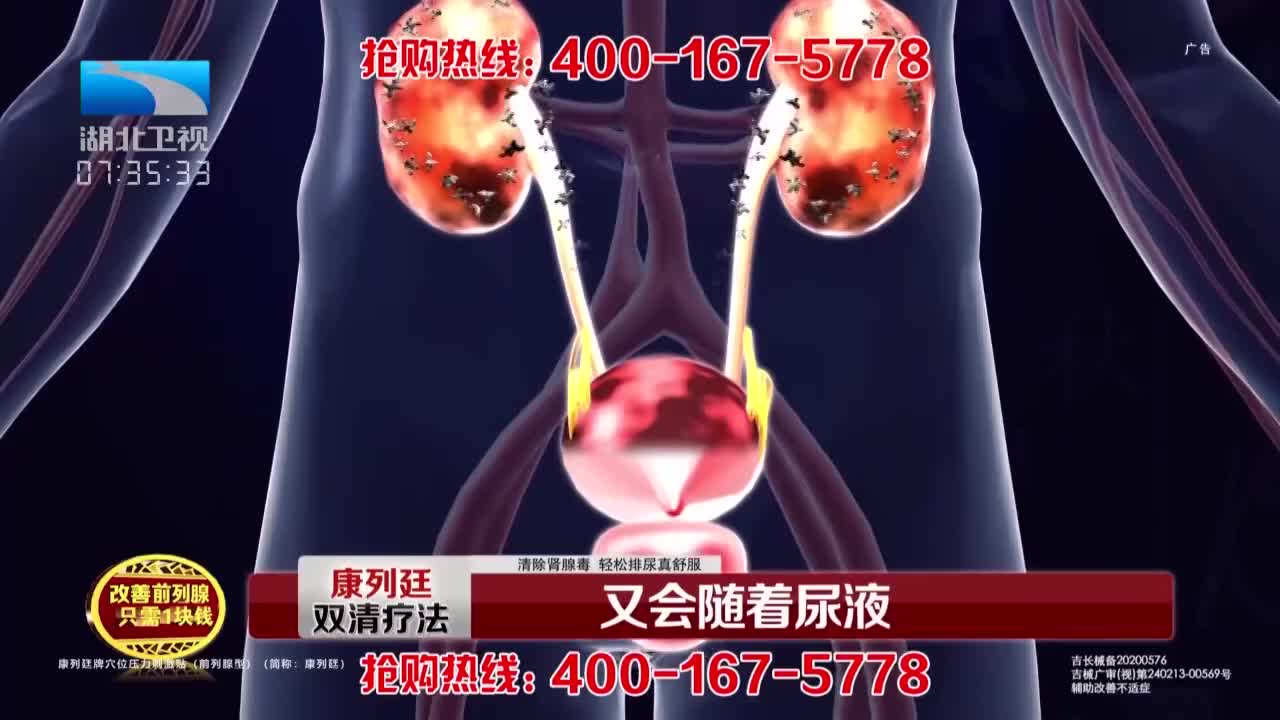 抢购热线：400-167-5778
广告
湖北卫视
07:35:33
清除肾腺毒 轻松排尿真舒服
康列廷
双清疗法
又会随着尿液
改善前列腺
只需1块钱
康列廷牌穴位压力刺激贴（前列腺型）（简称：康列廷）
抢购热线：400-167-5778
吉长械备20200576
吉械广审(视)第240213-00569号
辅助改善不适症